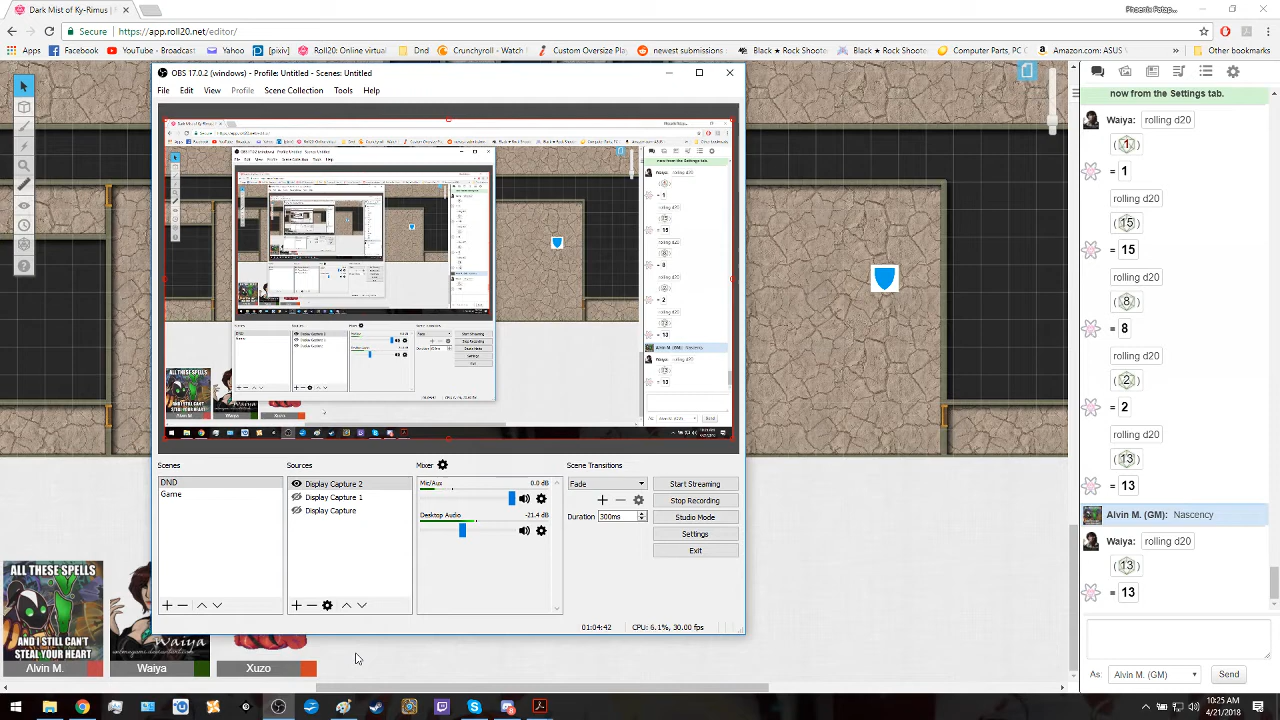 Dark Mist of Ky-Rimus |
Phoenix Fotap...
Secure
https://app.roll20.net/editor/
Apps
Facebook
YouTube: Broadcast
Yahoo
[pixiv]
Roll20: Online virtual
Dnd
Crunchyroll - Watch
Custom Oversize Play
newest submissi
Black ★ Rock Sho
Black ★ Rock Shoo
Computer Parts, PC C
Amazon.com: ASUS
Other bookmarks
OBS 17.0.2 (windows) - Profile: Untitled - Scenes: Untitled
File
Edit
View
Profile
Scene Collection
Tools
Help
Scenes
DND
Game
Sources
Display Capture 2
Display Capture 1
Display Capture
Mixer
Mic/Aux
0.0 dB
Desktop Audio
-21.4 dB
Scene Transitions
Fade
Duration
300ms
Start Streaming
Stop Recording
Studio Mode
Settings
Exit
01:04:42
CPU: 6.1%, 30.00 fps
now from the Settings tab.
Waiya:
rolling d20
= 1
rolling d20
15
= 15
rolling d20
8
= 8
rolling d20
2
= 2
rolling d20
13
= 13
Alvin M. (GM): Nascency
Waiya: rolling d20
13
= 13
As:
Alvin M. (GM)
Send
ALL THESE SPELLS
AND I STILL CAN'T
STEAL YOUR HEART
Alvin M.
Waiya
Waiya
Xuzo
10:25 AM
4/21/2018